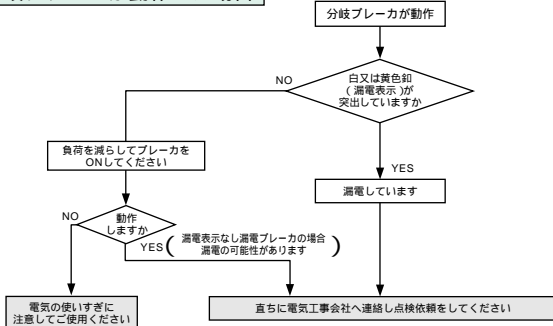 分岐ブレーカが動作
白又は黄色釦
(漏電表示)が
突出していますか
NO
YES
負荷を減らしてブレーカを
ONしてください
漏電しています
動作
しますか
NO
YES
(漏電表示なし漏電ブレーカの場合
漏電の可能性があります)
電気の使いすぎに
注意してご使用ください
直ちに電気工事会社へ連絡し点検依頼をしてください